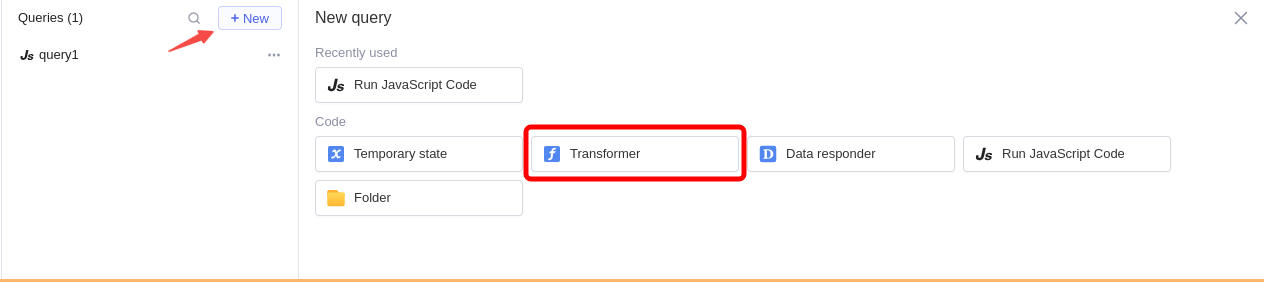 Queries (1)
+ New
Js query1
New query
Recently used
Js Run JavaScript Code
Code
x Temporary state
f Transformer
D Data responder
Js Run JavaScript Code
Folder